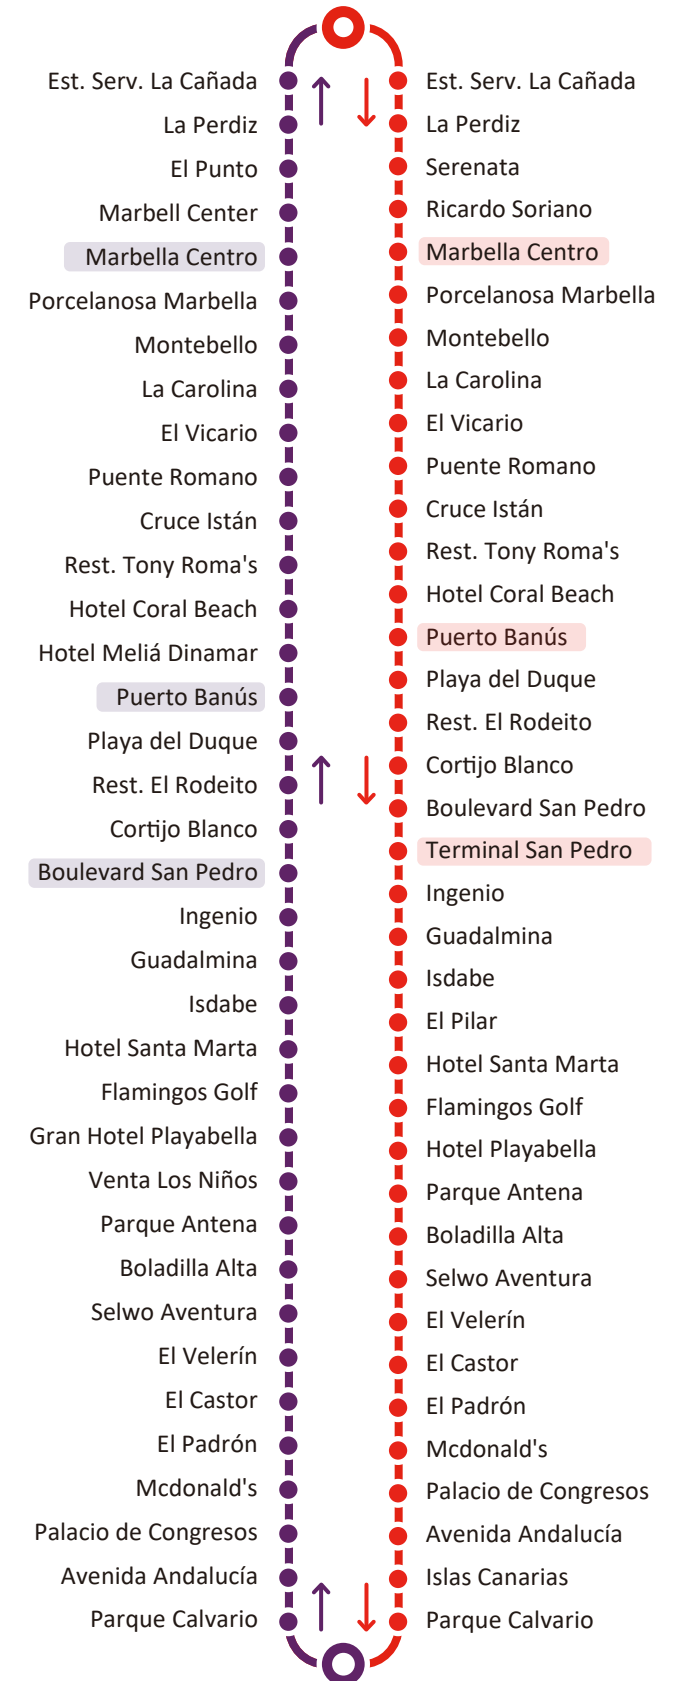 Est. Serv. La Cañada
La Perdiz
El Punto
Marbell Center
Marbella Centro
Porcelanosa Marbella
Montebello
La Carolina
El Vicario
Puente Romano
Cruce Istán
Rest. Tony Roma's
Hotel Coral Beach
Hotel Meliá Dinamar
Puerto Banús
Playa del Duque
Rest. El Rodeito
Cortijo Blanco
Boulevard San Pedro
Ingenio
Guadalmina
Isdabe
Hotel Santa Marta
Flamingos Golf
Gran Hotel Playabella
Venta Los Niños
Parque Antena
Boladilla Alta
Selwo Aventura
El Velerín
El Castor
El Padrón
Mcdonald's
Palacio de Congresos
Avenida Andalucía
Parque Calvario
Est. Serv. La Cañada
La Perdiz
Serenata
Ricardo Soriano
Marbella Centro
Porcelanosa Marbella
Montebello
La Carolina
El Vicario
Puente Romano
Cruce Istán
Rest. Tony Roma's
Hotel Coral Beach
Puerto Banús
Playa del Duque
Rest. El Rodeito
Cortijo Blanco
Boulevard San Pedro
Terminal San Pedro
Ingenio
Guadalmina
Isdabe
El Pilar
Hotel Santa Marta
Flamingos Golf
Hotel Playabella
Parque Antena
Boladilla Alta
Selwo Aventura
El Velerín
El Castor
El Padrón
Mcdonald's
Palacio de Congresos
Avenida Andalucía
Islas Canarias
Parque Calvario